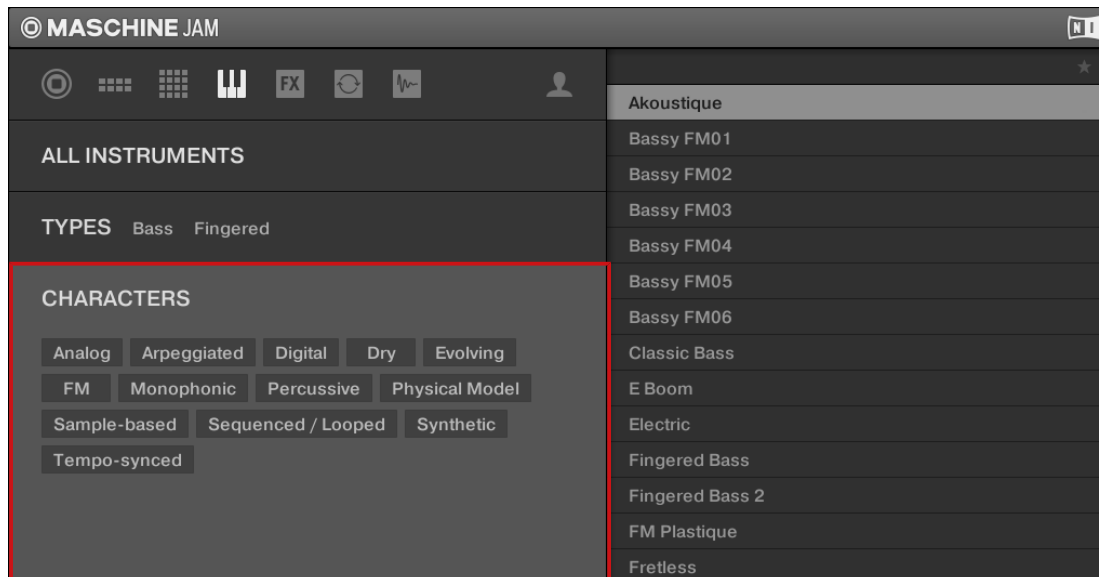 MASCHINE JAM
NI
FX
ALL INSTRUMENTS
TYPES Bass Fingered
CHARACTERS
Analog Arpeggiated Digital Dry Evolving
FM Monophonic Percussive Physical Model
Sample-based Sequenced / Looped Synthetic
Tempo-synced
Akoustique
Bassy FM01
Bassy FM02
Bassy FM03
Bassy FM04
Bassy FM05
Bassy FM06
Classic Bass
E Boom
Electric
Fingered Bass
Fingered Bass 2
FM Plastique
Fretless